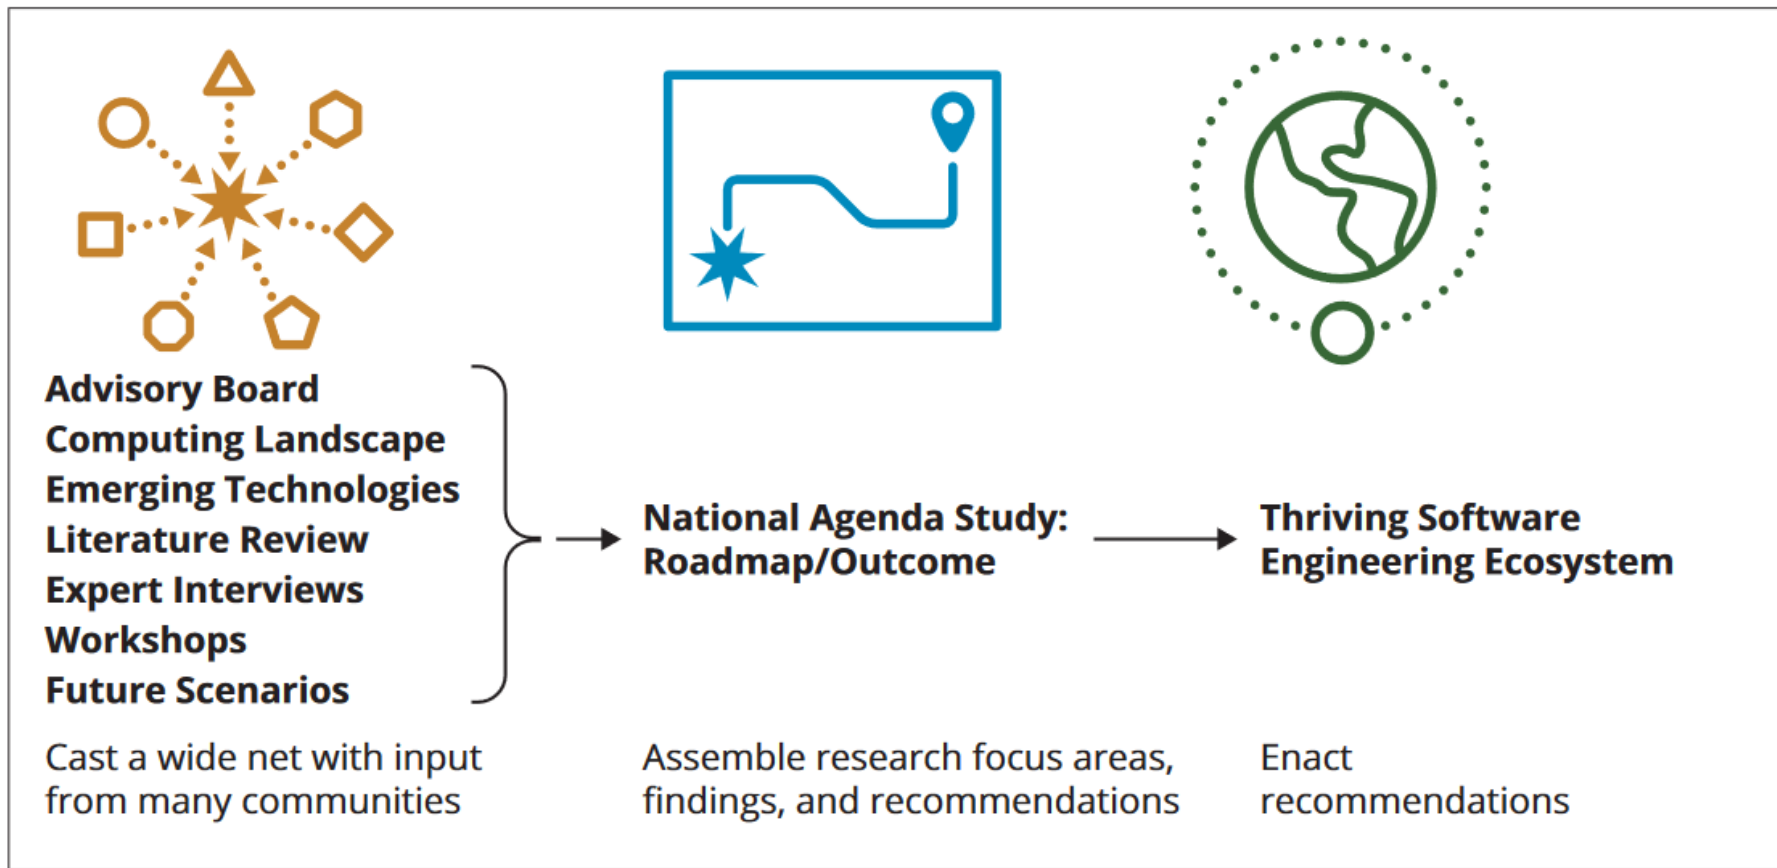 Advisory Board
Computing Landscape
Emerging Technologies
Literature Review
Expert Interviews
Workshops
Future Scenarios
Cast a wide net with input
from many communities
National Agenda Study:
Roadmap/Outcome
Assemble research focus areas,
findings, and recommendations
Thriving Software
Engineering Ecosystem
Enact
recommendations